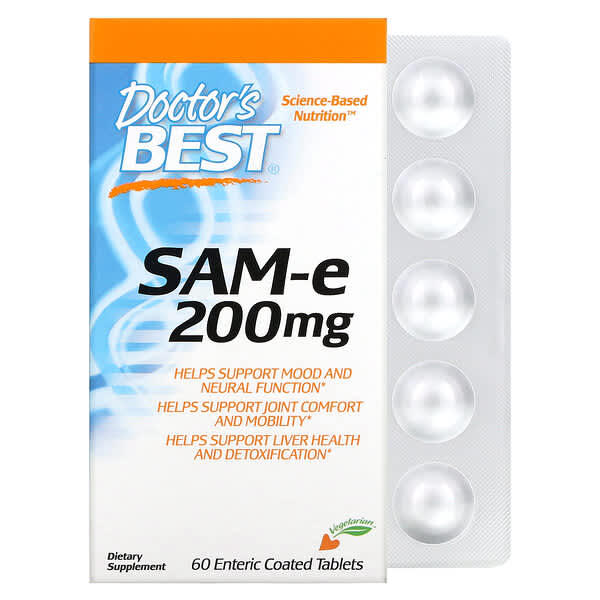 Doctor's
BEST®
Science-Based
Nutrition™
SAM-e
200mg
HELPS SUPPORT MOOD AND
NEURAL FUNCTION*
HELPS SUPPORT JOINT COMFORT
AND MOBILITY*
HELPS SUPPORT LIVER HEALTH
AND DETOXIFICATION*
Vegetarian
Dietary
Supplement
60 Enteric Coated Tablets